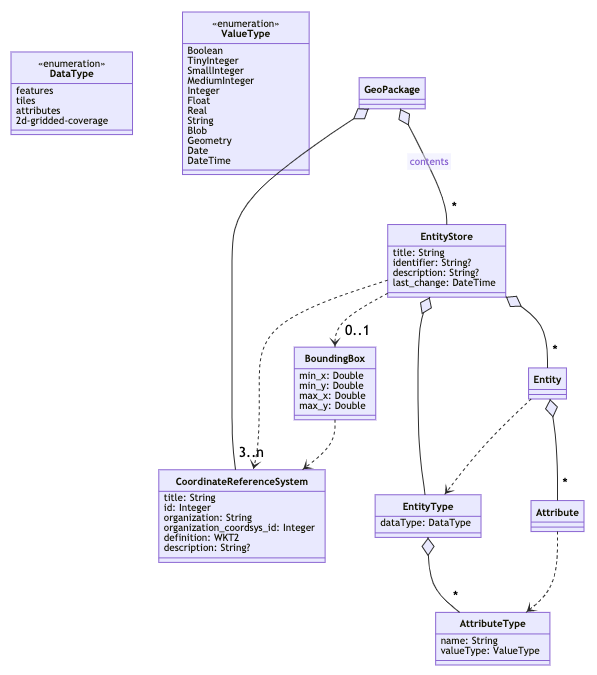 «enumeration»
DataType
features
tiles
attributes
2d-gridded-coverage
«enumeration»
ValueType
Boolean
TinyInteger
SmallInteger
MediumInteger
Integer
Float
Real
String
Blob
Geometry
Date
DateTime
GeoPackage
contents
*
EntityStore
title: String
identifier: String?
description: String?
last_change: DateTime
0..1
*
BoundingBox
min_x: Double
min_y: Double
max_x: Double
max_y: Double
Entity
3..n
*
CoordinateReferenceSystem
title: String
id: Integer
organization: String
organization_coordsys_id: Integer
definition: WKT2
description: String?
EntityType
dataType: DataType
Attribute
*
AttributeType
name: String
valueType: ValueType